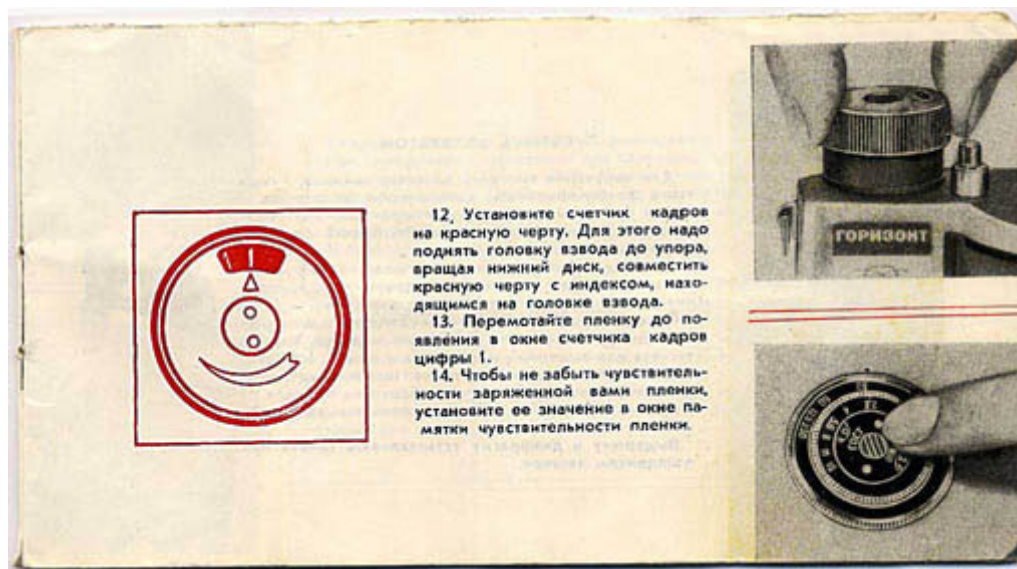 12. Установите счетчик кадров
на красную черту. Для этого надо
поднять головку взвода до упора,
вращая нижний диск, совместить
красную черту с индексом, нахо-
дящимся на головке взвода.
13. Перемотайте пленку до по-
явления в окне счетчика кадров
цифры 1.
14. Чтобы не забыть чувствитель-
ности заряженной вами пленки,
установите ее значение в окне па-
мятки чувствительности пленки.
ГОРИЗОНТ